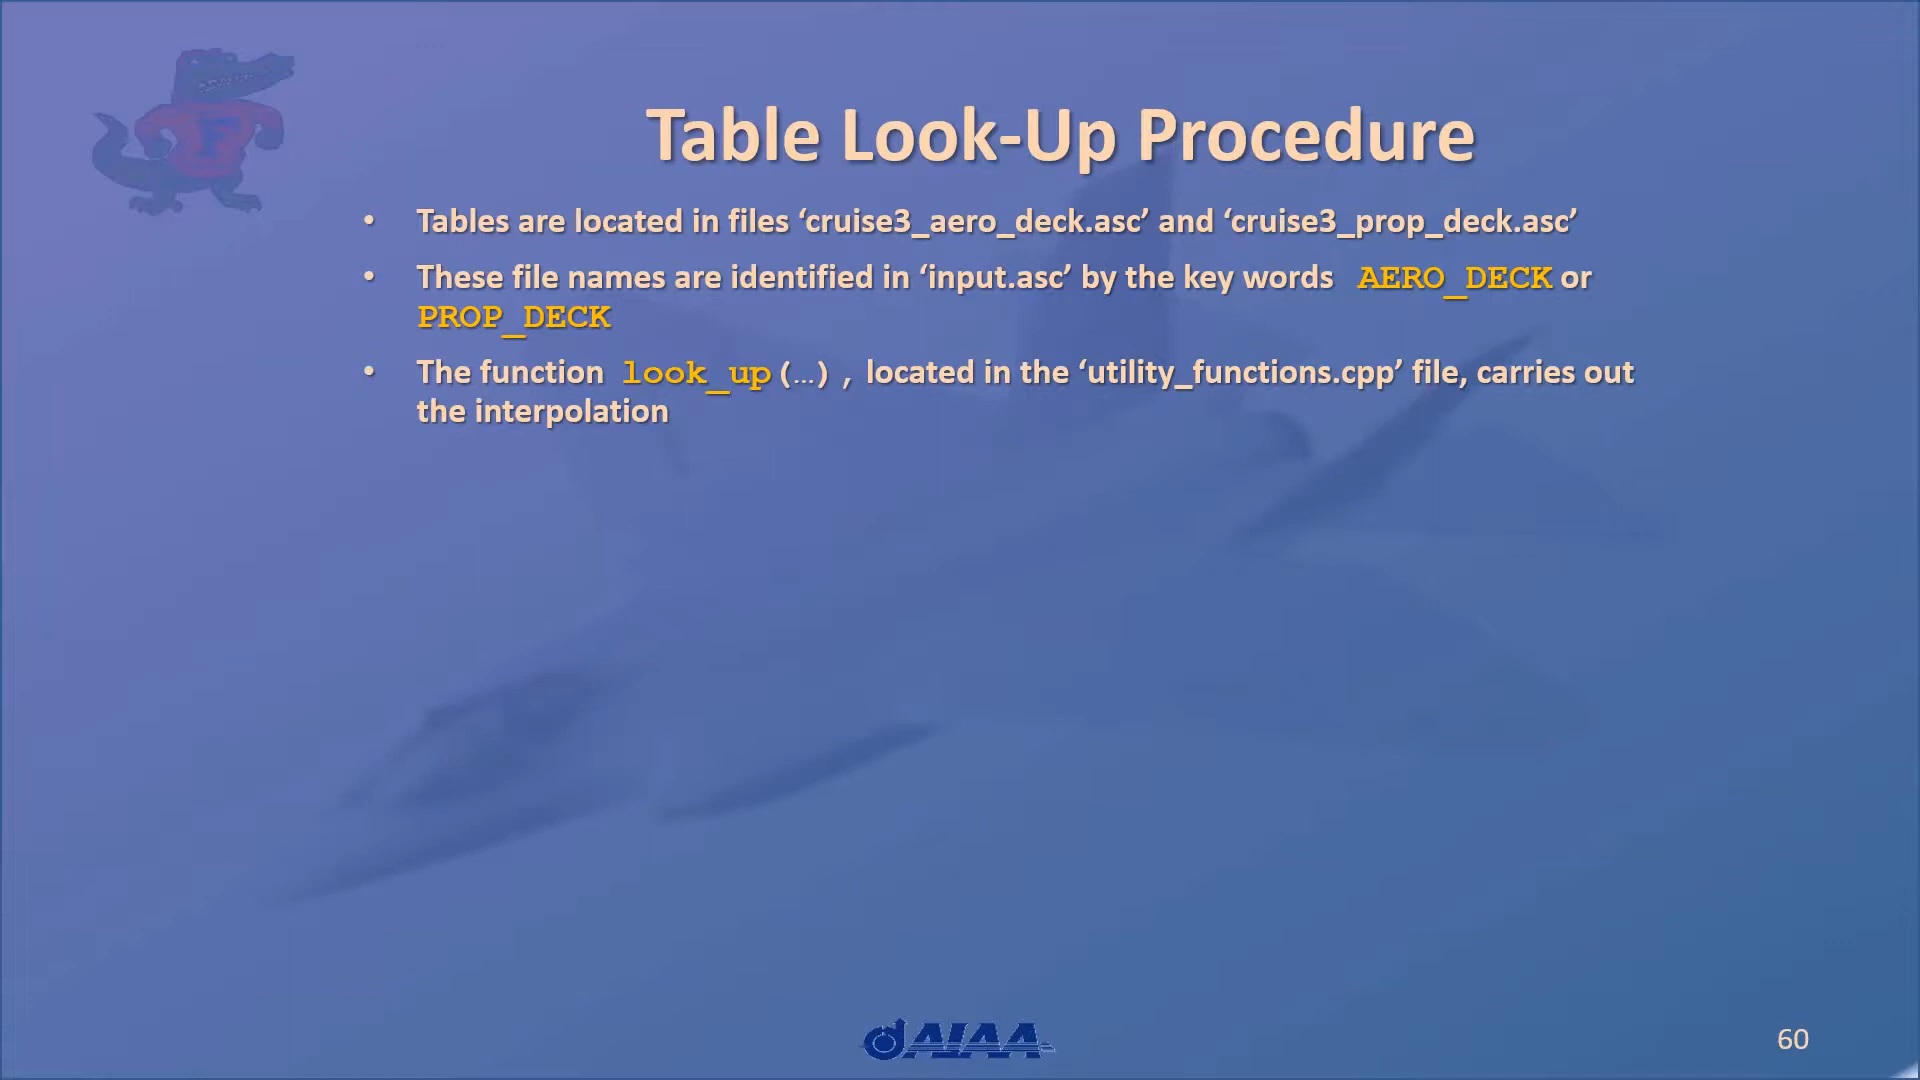 F
Table Look-Up Procedure
• Tables are located in files ‘cruise3_aero_deck.asc’ and ‘cruise3_prop_deck.asc’
• These file names are identified in ‘input.asc’ by the key words AERO_DECK or
PROP_DECK
• The function look_up(…), located in the ‘utility_functions.cpp’ file, carries out
the interpolation
AIAA
60